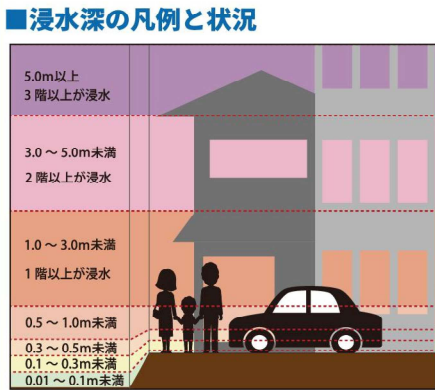 ■浸水深の凡例と状況
5.0m以上
3階以上が浸水
3.0～5.0m未満
2階以上が浸水
1.0～3.0m未満
1階以上が浸水
0.5～1.0m未満
0.3～0.5m未満
0.1～0.3m未満
0.01～0.1m未満